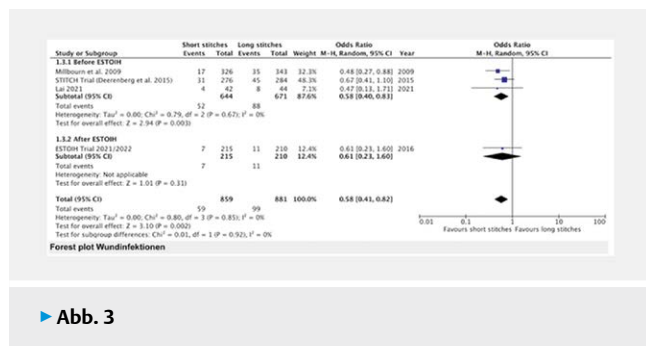 Short stitches Long stitches Odds Ratio Odds Ratio
Study or Subgroup Events Total Events Total Weight M-H, Random, 95% CI Year M-H, Random, 95% CI
1.3.1 Before ESTOIH
Millbourn et al. 2009 17 326 35 343 32.3% 0.48 [0.27, 0.88] 2009
STITCH Trial (Deerenberg et al. 2015) 31 276 45 284 48.3% 0.67 [0.41, 1.10] 2015
Lai 2021 4 42 8 44 7.1% 0.47 [0.13, 1.71] 2021
Subtotal (95% CI) 644 671 87.6% 0.58 [0.40, 0.83]
Total events 52 88
Heterogeneity: Tau² = 0.00; Chi² = 0.79, df = 2 (P = 0.67); I² = 0%
Test for overall effect: Z = 2.94 (P = 0.003)
1.3.2 After ESTOIH
ESTOIH Trial 2021/2022 7 215 11 210 12.4% 0.61 [0.23, 1.60] 2016
Subtotal (95% CI) 215 210 12.4% 0.61 [0.23, 1.60]
Total events 7 11
Heterogeneity: Not applicable
Test for overall effect: Z = 1.01 (P = 0.31)
Total (95% CI) 859 881 100.0% 0.58 [0.41, 0.82]
Total events 59 99
Heterogeneity: Tau² = 0.00; Chi² = 0.80, df = 3 (P = 0.85); I² = 0%
Test for overall effect: Z = 3.10 (P = 0.002)
Test for subgroup differences: Chi² = 0.01, df = 1 (P = 0.92), I² = 0%
0.01 0.1 1 10 100
Favours short stitches Favours long stitches
Forest plot Wundinfektionen
▶ Abb. 3